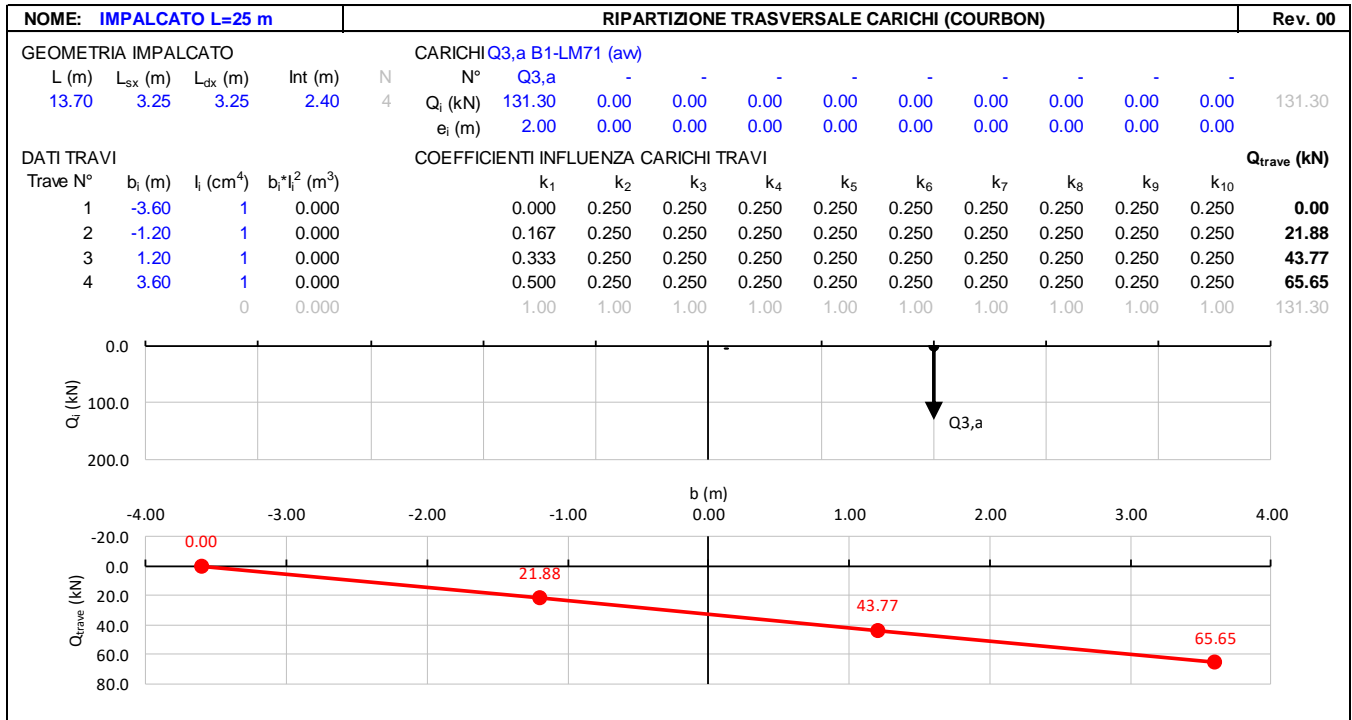 NOME: IMPALCATO L=25 m RIPARTIZIONE TRASVERSALE CARICHI (COURBON) Rev. 00
GEOMETRIA IMPALCATO CARICHI Q3,a B1-LM71 (avv)
L (m) Lsx (m) Ldx (m) Int (m) N N° Q3,a - - - - - - - - -
13.70 3.25 3.25 2.40 4 Qi (kN) 131.30 0.00 0.00 0.00 0.00 0.00 0.00 0.00 0.00 0.00 131.30
ei (m) 2.00 0.00 0.00 0.00 0.00 0.00 0.00 0.00 0.00 0.00
DATI TRAVI COEFFICIENTI INFLUENZA CARICHI TRAVI Qtrave (kN)
Trave N° bi (m) Ii (cm⁴) bi*Ii² (m³) k1 k2 k3 k4 k5 k6 k7 k8 k9 k10
1 -3.60 1 0.000 0.000 0.250 0.250 0.250 0.250 0.250 0.250 0.250 0.250 0.250 0.00
2 -1.20 1 0.000 0.167 0.250 0.250 0.250 0.250 0.250 0.250 0.250 0.250 0.250 21.88
3 1.20 1 0.000 0.333 0.250 0.250 0.250 0.250 0.250 0.250 0.250 0.250 0.250 43.77
4 3.60 1 0.000 0.500 0.250 0.250 0.250 0.250 0.250 0.250 0.250 0.250 0.250 65.65
0 0.000 1.00 1.00 1.00 1.00 1.00 1.00 1.00 1.00 1.00 1.00 131.30
0.0
100.0
200.0
Qi (kN)
Q3,a
b (m)
-4.00 -3.00 -2.00 -1.00 0.00 1.00 2.00 3.00 4.00
-20.0
0.0
20.0
40.0
60.0
80.0
Qtrave (kN)
0.00
21.88
43.77
65.65